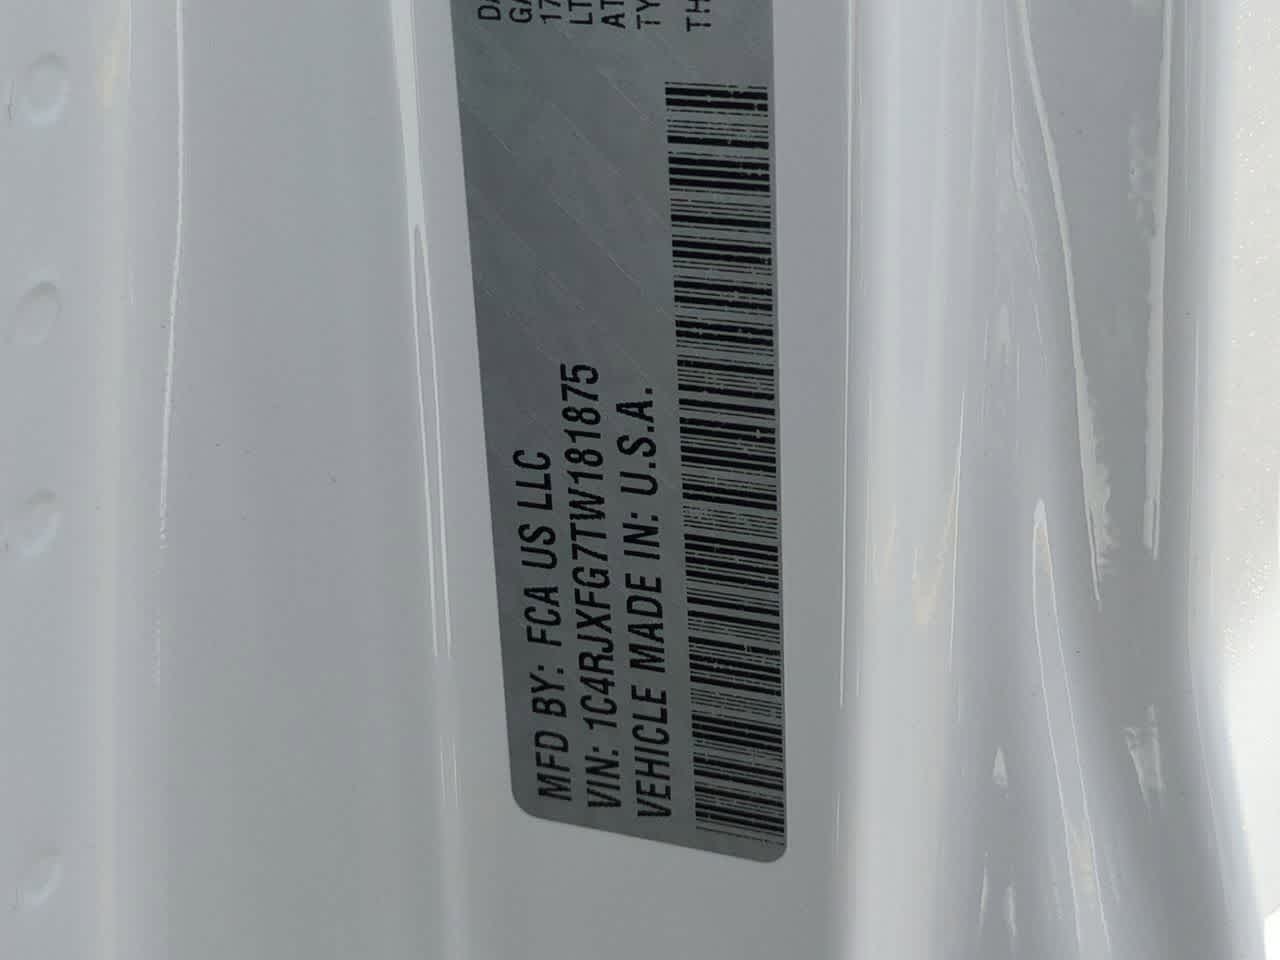 MFD BY: FCA US LLC
VIN: 1C4RJXFG7TW181875
VEHICLE MADE IN: U.S.A.